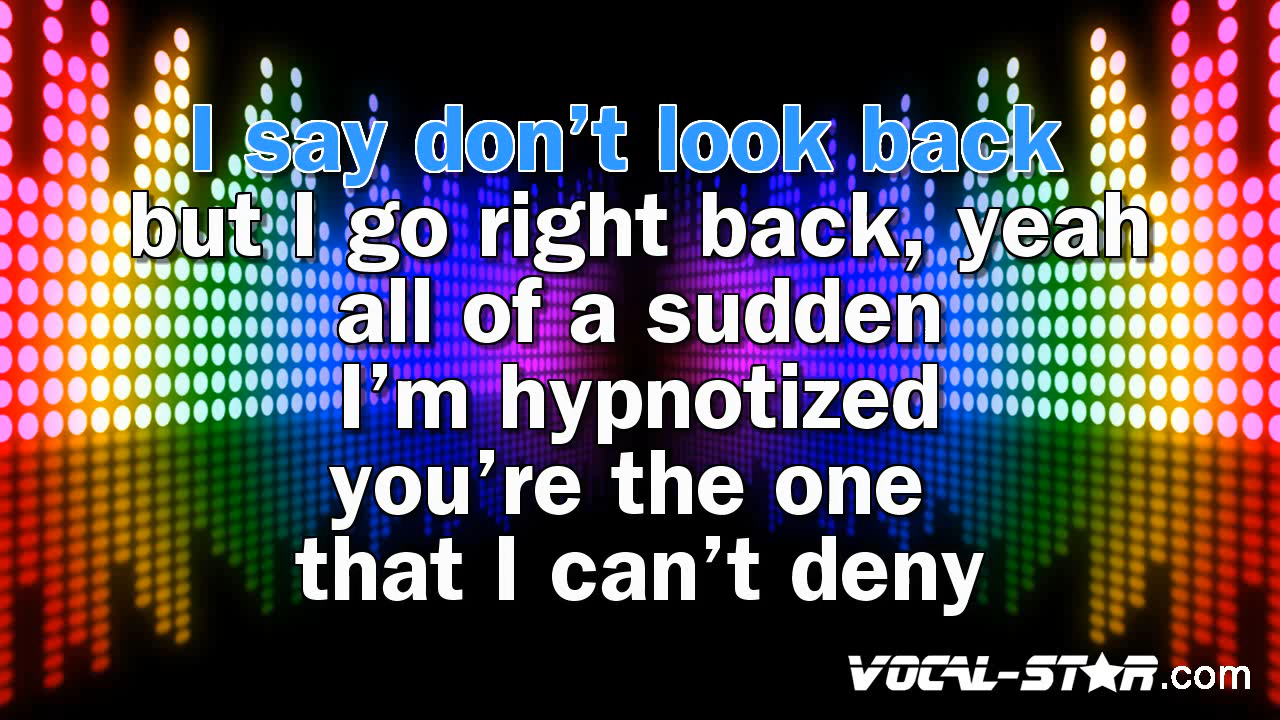 I say don’t look back
but I go right back, yeah
all of a sudden
I’m hypnotized
you’re the one
that I can’t deny
VOCAL-STAR.com